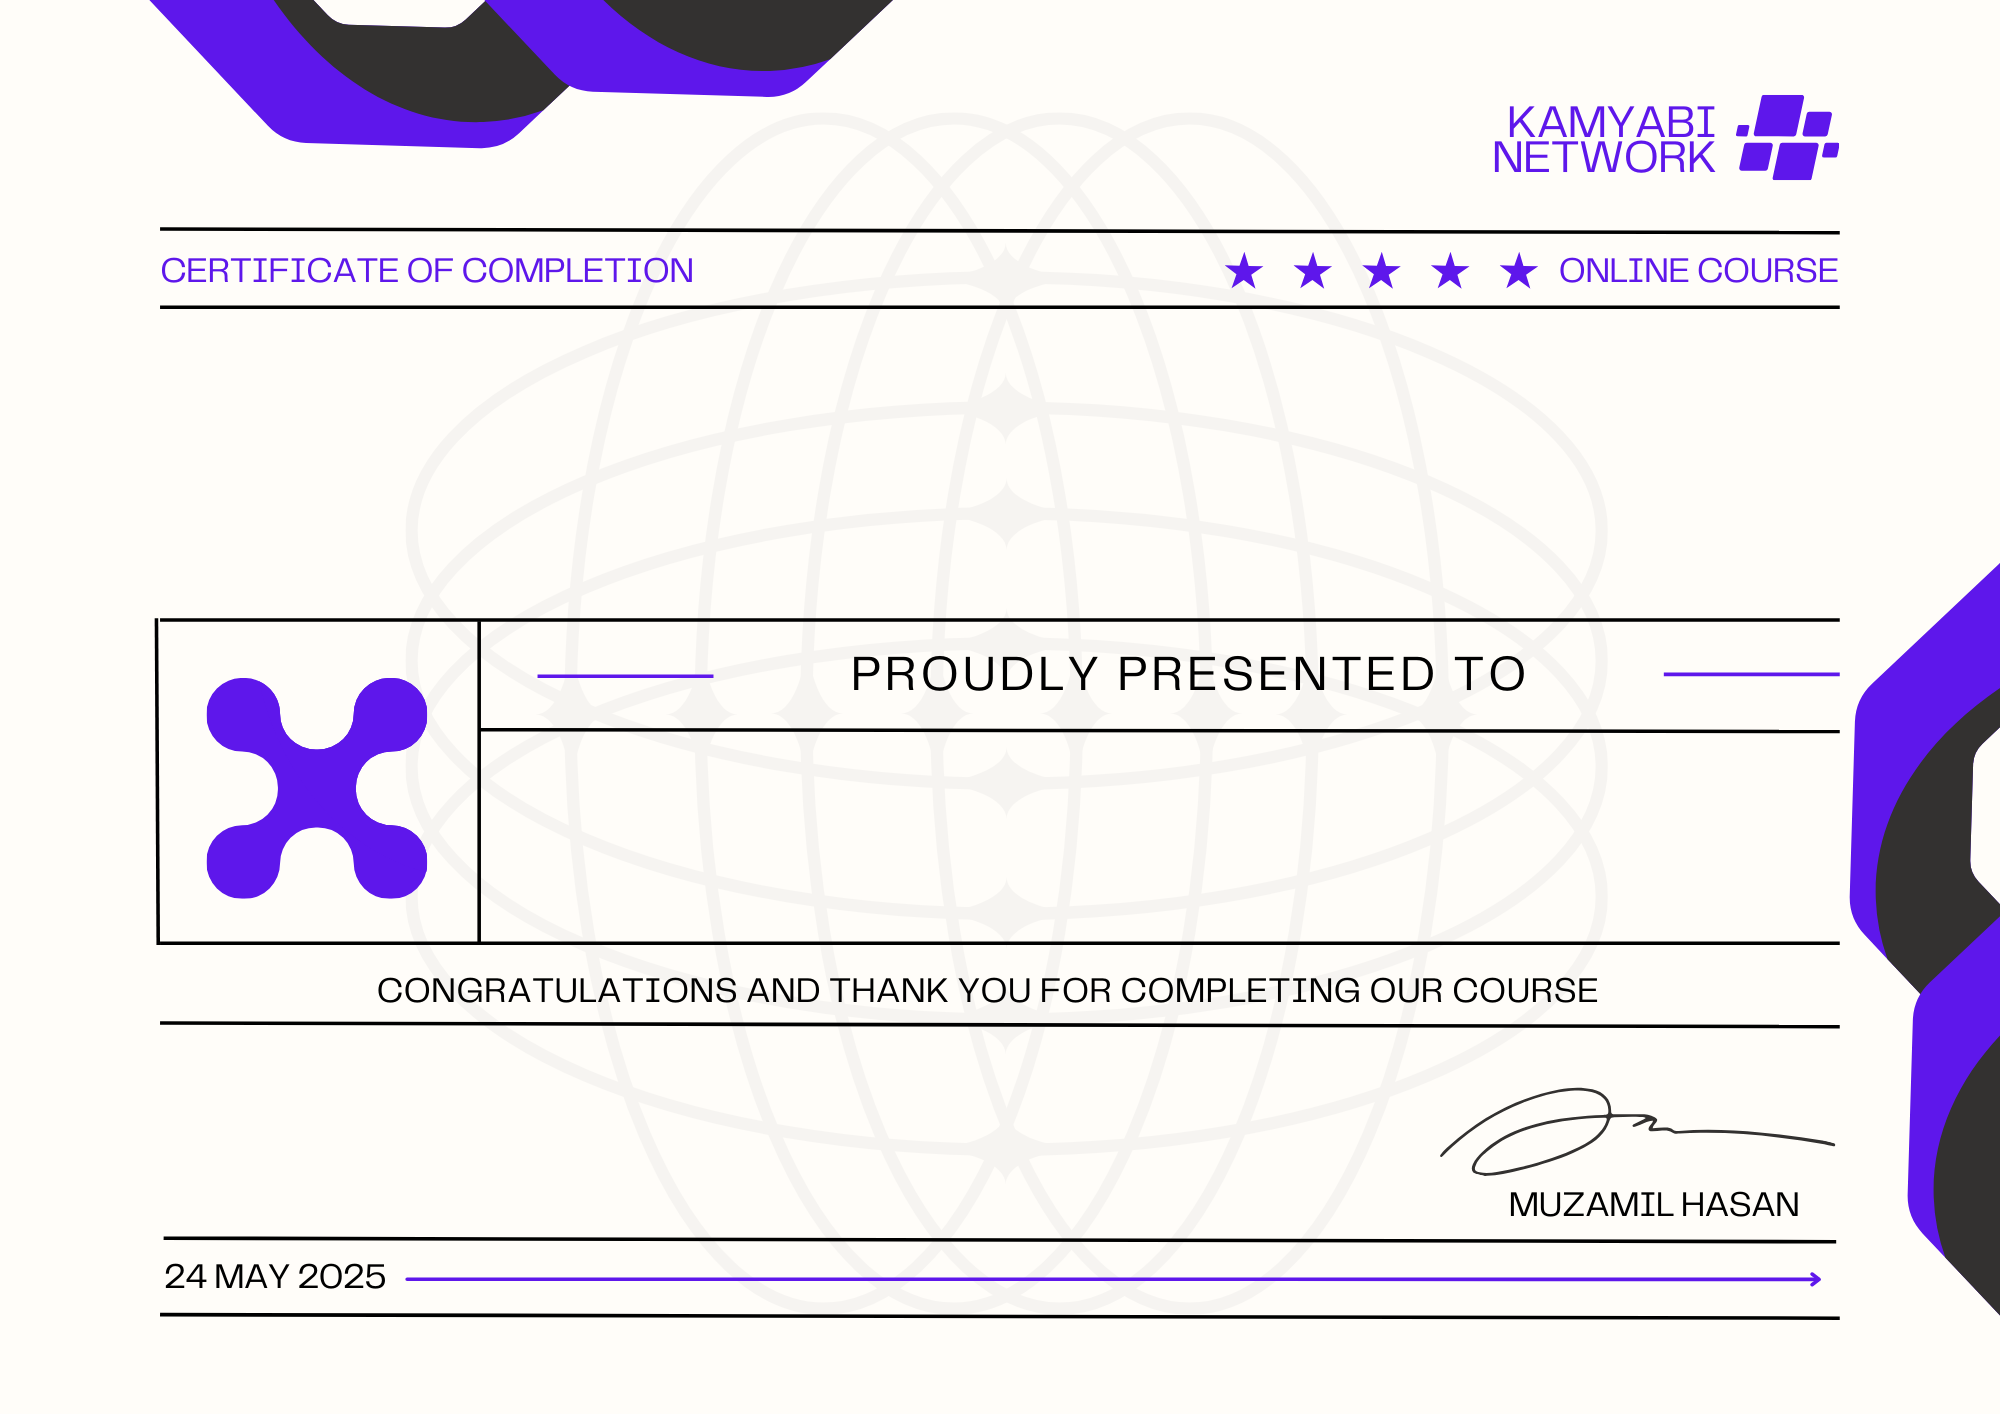 KAMYABI
NETWORK
CERTIFICATE OF COMPLETION
ONLINE COURSE
PROUDLY PRESENTED TO
CONGRATULATIONS AND THANK YOU FOR COMPLETING OUR COURSE
MUZAMIL HASAN
24 MAY 2025